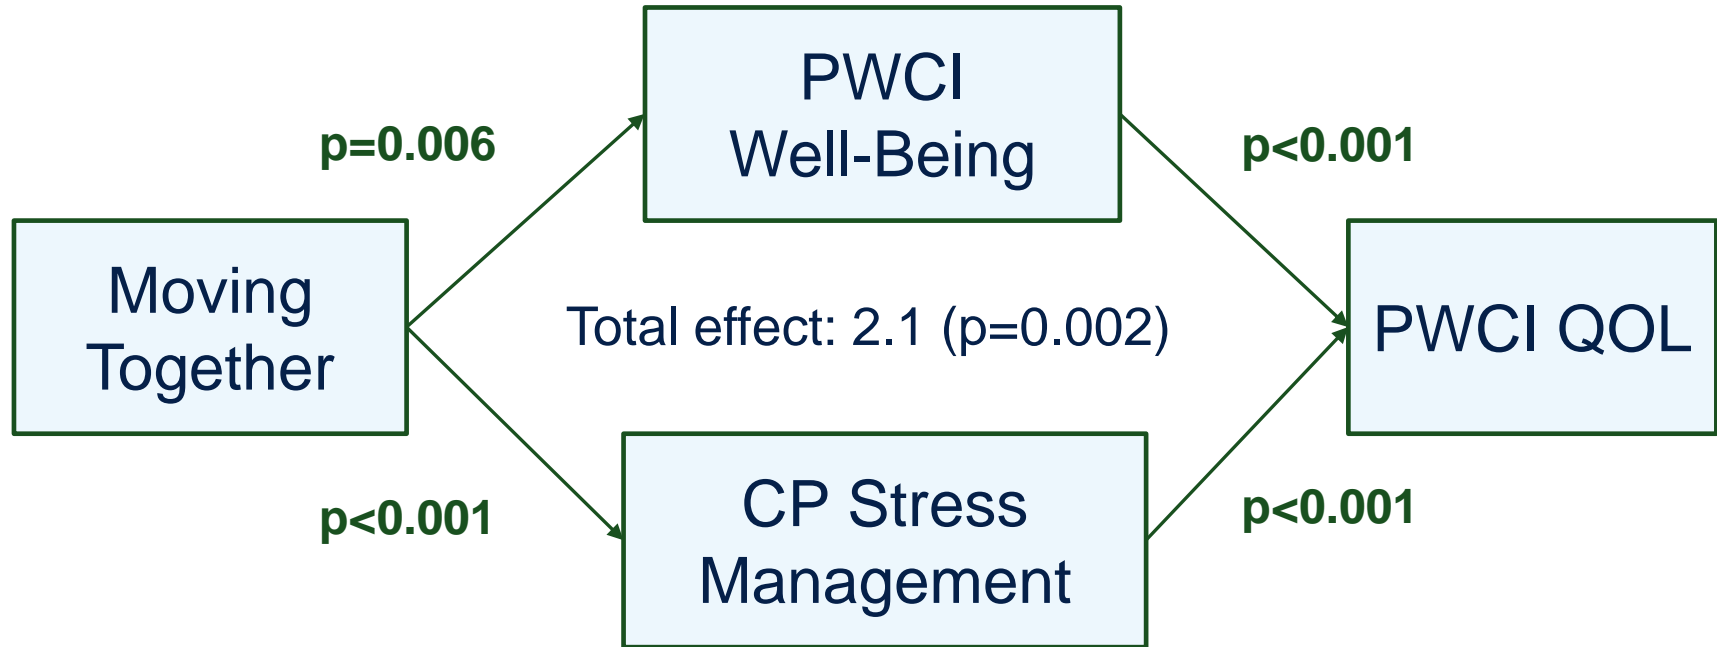 PWCI
Well-Being
p=0.006
p<0.001
Moving
Together
Total effect: 2.1 (p=0.002)
PWCI QOL
CP Stress
Management
p<0.001
p<0.001